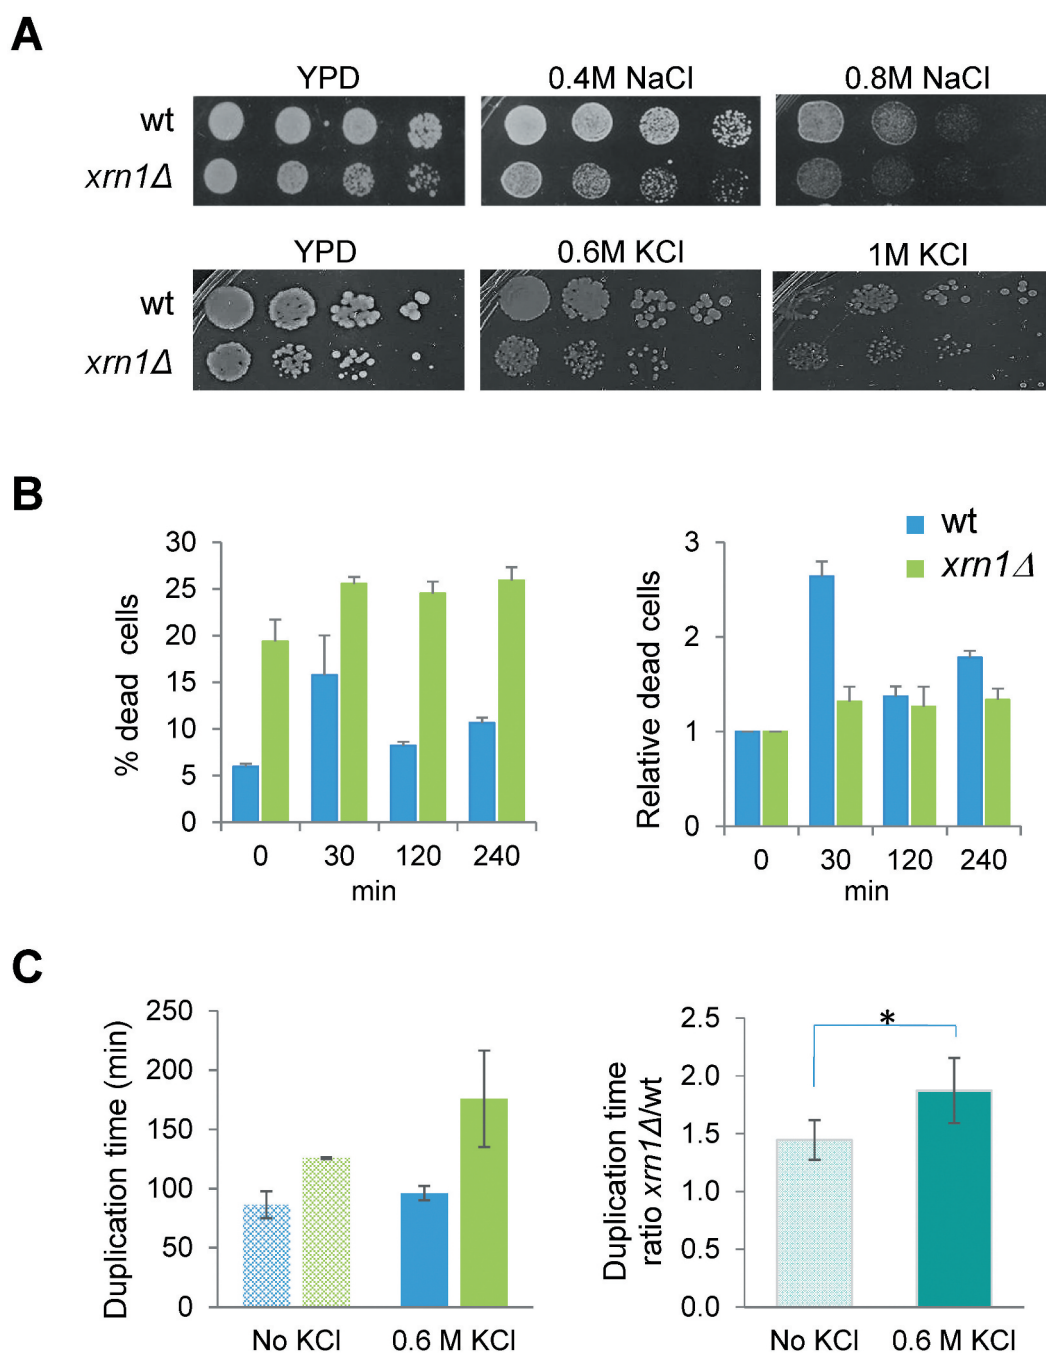 A
YPD 0.4M NaCl 0.8M NaCl
wt
xrn1Δ
YPD 0.6M KCl 1M KCl
wt
xrn1Δ
B
wt
xrn1Δ
% dead cells
30
25
20
15
10
5
0
0 30 120 240
min
Relative dead cells
3
2
1
0
0 30 120 240
min
C
Duplication time (min)
250
200
150
100
50
0
No KCl 0.6 M KCl
Duplication time
ratio xrn1Δ/wt
2.5
2.0
1.5
1.0
0.5
0.0
*
No KCl 0.6 M KCl